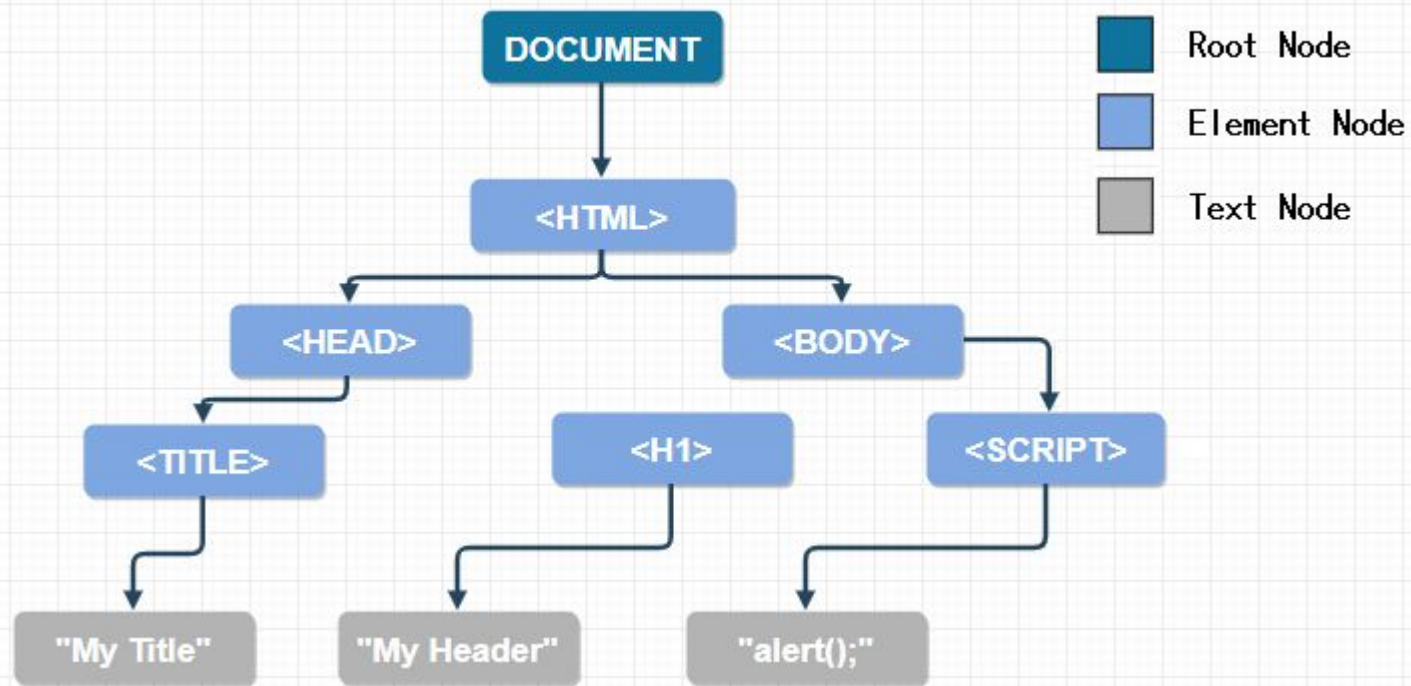 DOCUMENT
Root Node
Element Node
<HTML>
Text Node
<HEAD>
<BODY>
<TITLE>
<H1>
<SCRIPT>
"My Title"
"My Header"
"alert();"